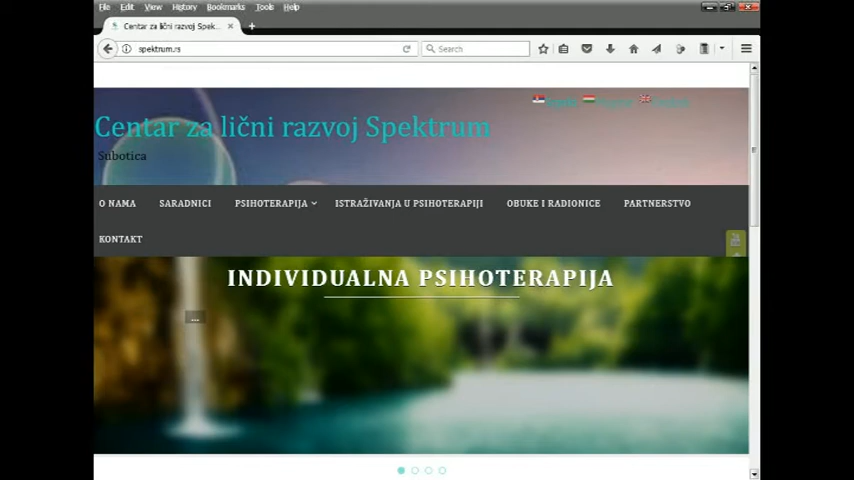 File Edit View History Bookmarks Tools Help
Centar za lični razvoj Spek...
spektrum.rs
Search
Centar za lični razvoj Spektrum
Subotica
O NAMA SARADNICI PSIHOTERAPIJA ISTRAŽIVANJA U PSIHOTERAPIJI OBUKE I RADIONICE PARTNERSTVO
KONTAKT
INDIVIDUALNA PSIHOTERAPIJA
...